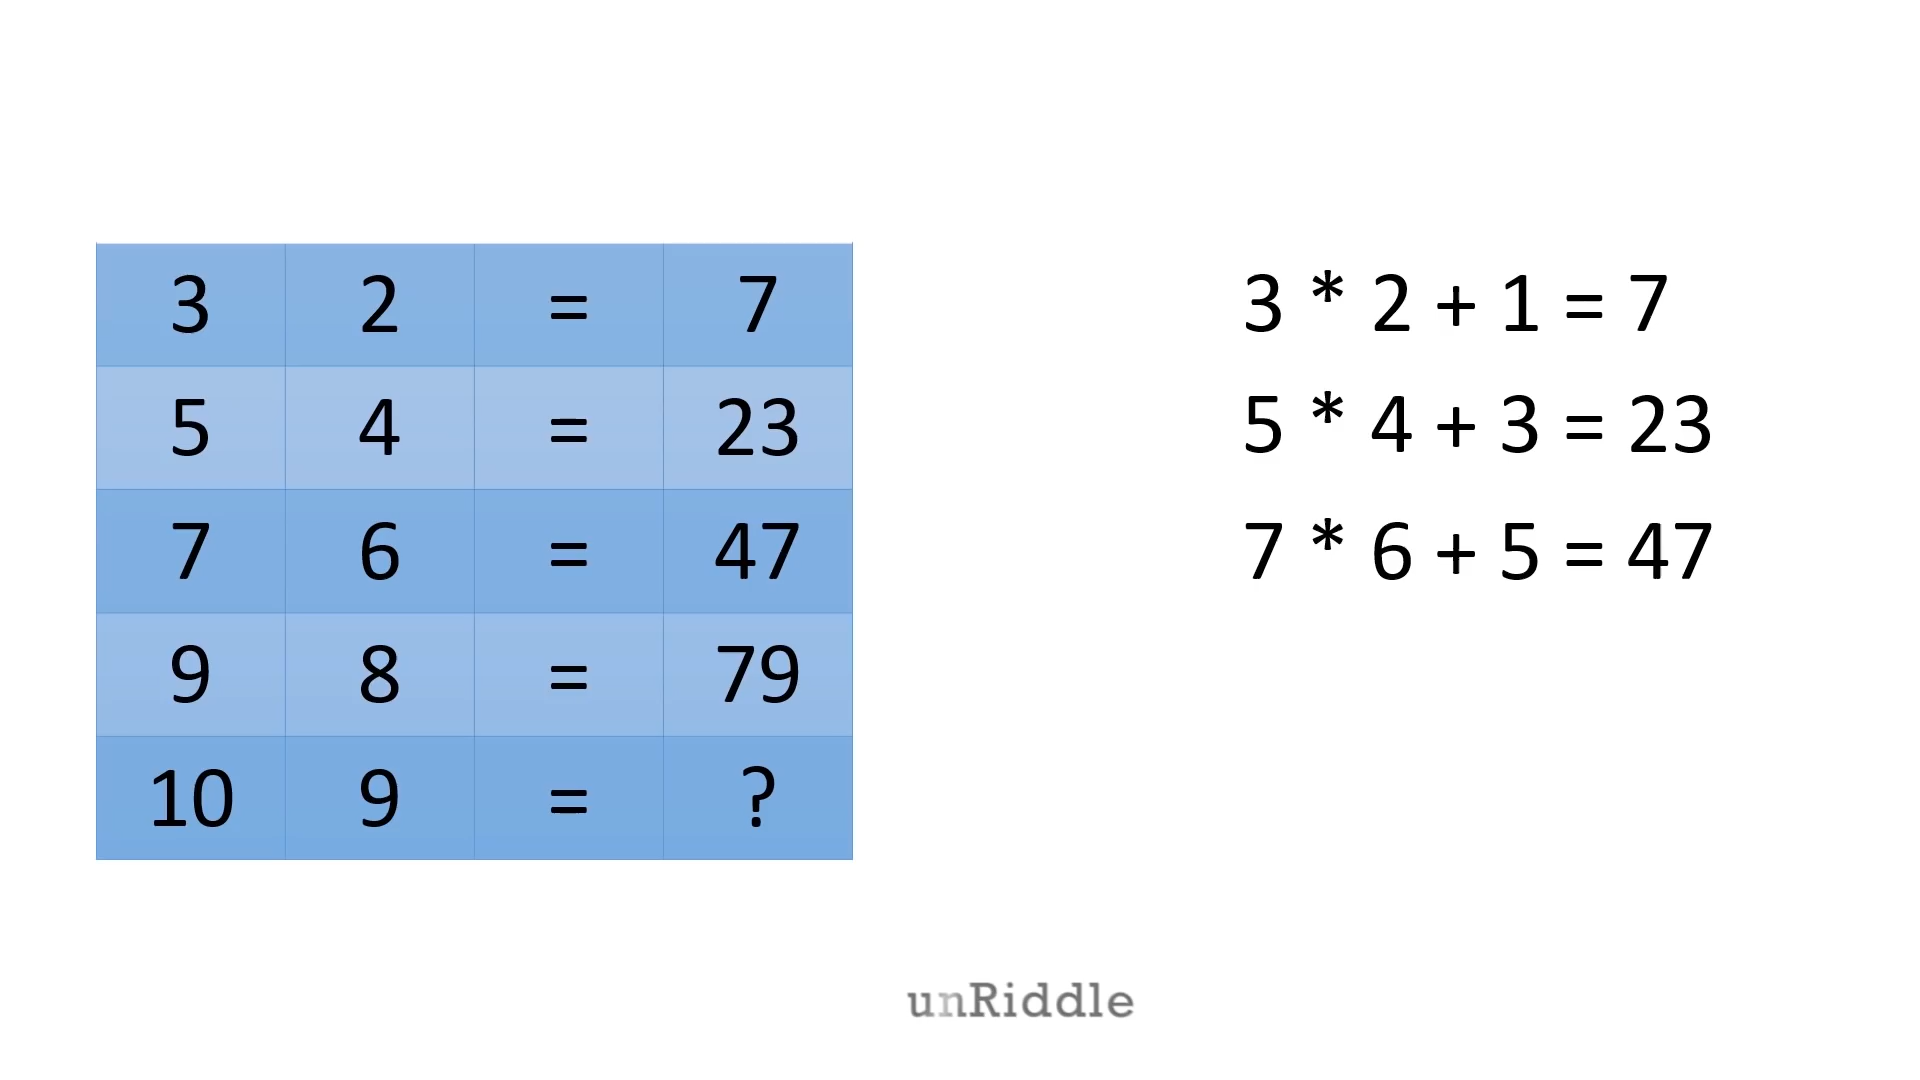 3 2 = 7
5 4 = 23
7 6 = 47
9 8 = 79
10 9 = ?
3 * 2 + 1 = 7
5 * 4 + 3 = 23
7 * 6 + 5 = 47
unRiddle